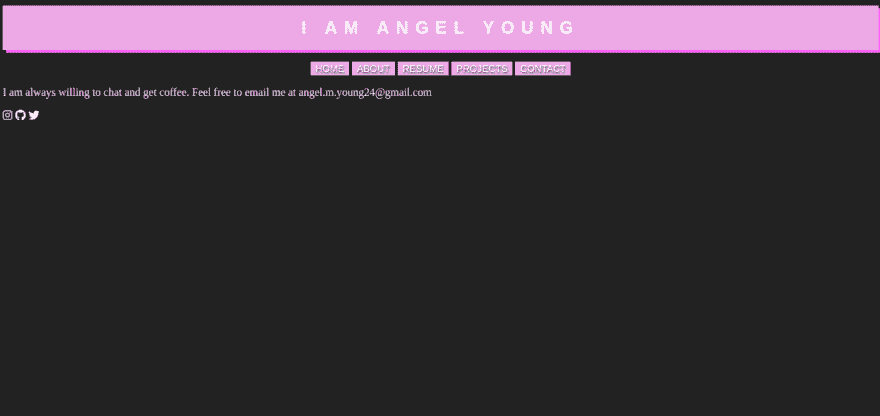 I AM ANGEL YOUNG
HOME ABOUT RESUME PROJECTS CONTACT
I am always willing to chat and get coffee. Feel free to email me at angel.m.young24@gmail.com